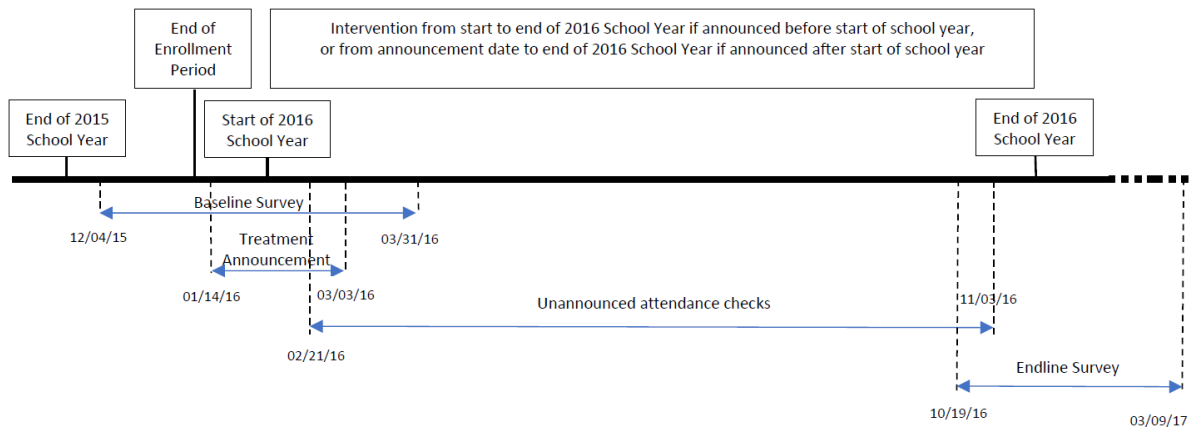 End of
Enrollment
Period
Intervention from start to end of 2016 School Year if announced before start of school year,
or from announcement date to end of 2016 School Year if announced after start of school year
End of 2015
School Year
Start of 2016
School Year
End of 2016
School Year
Baseline Survey
12/04/15
03/31/16
Treatment
Announcement
01/14/16
03/03/16
Unannounced attendance checks
11/03/16
02/21/16
Endline Survey
10/19/16
03/09/17